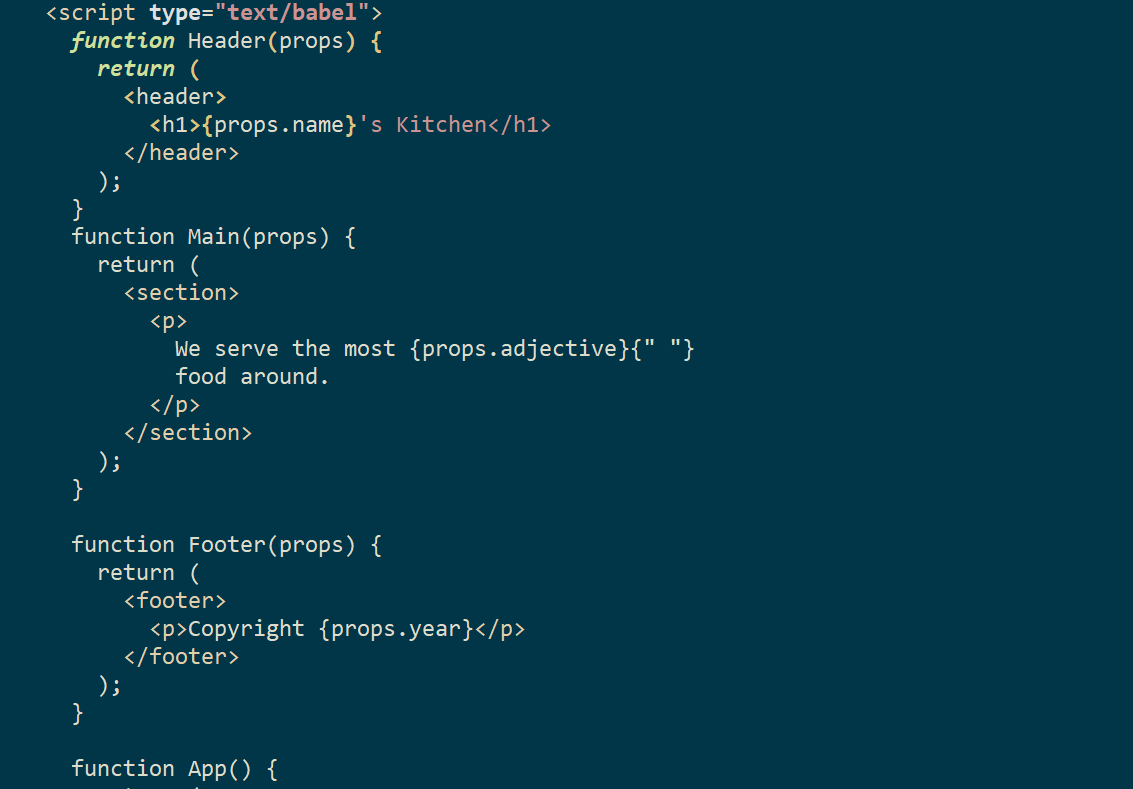 <script type="text/babel">
function Header(props) {
return (
<header>
<h1>{props.name}'s Kitchen</h1>
</header>
);
}
function Main(props) {
return (
<section>
<p>
We serve the most {props.adjective}{" "}
food around.
</p>
</section>
);
}
function Footer(props) {
return (
<footer>
<p>Copyright {props.year}</p>
</footer>
);
}
function App() {